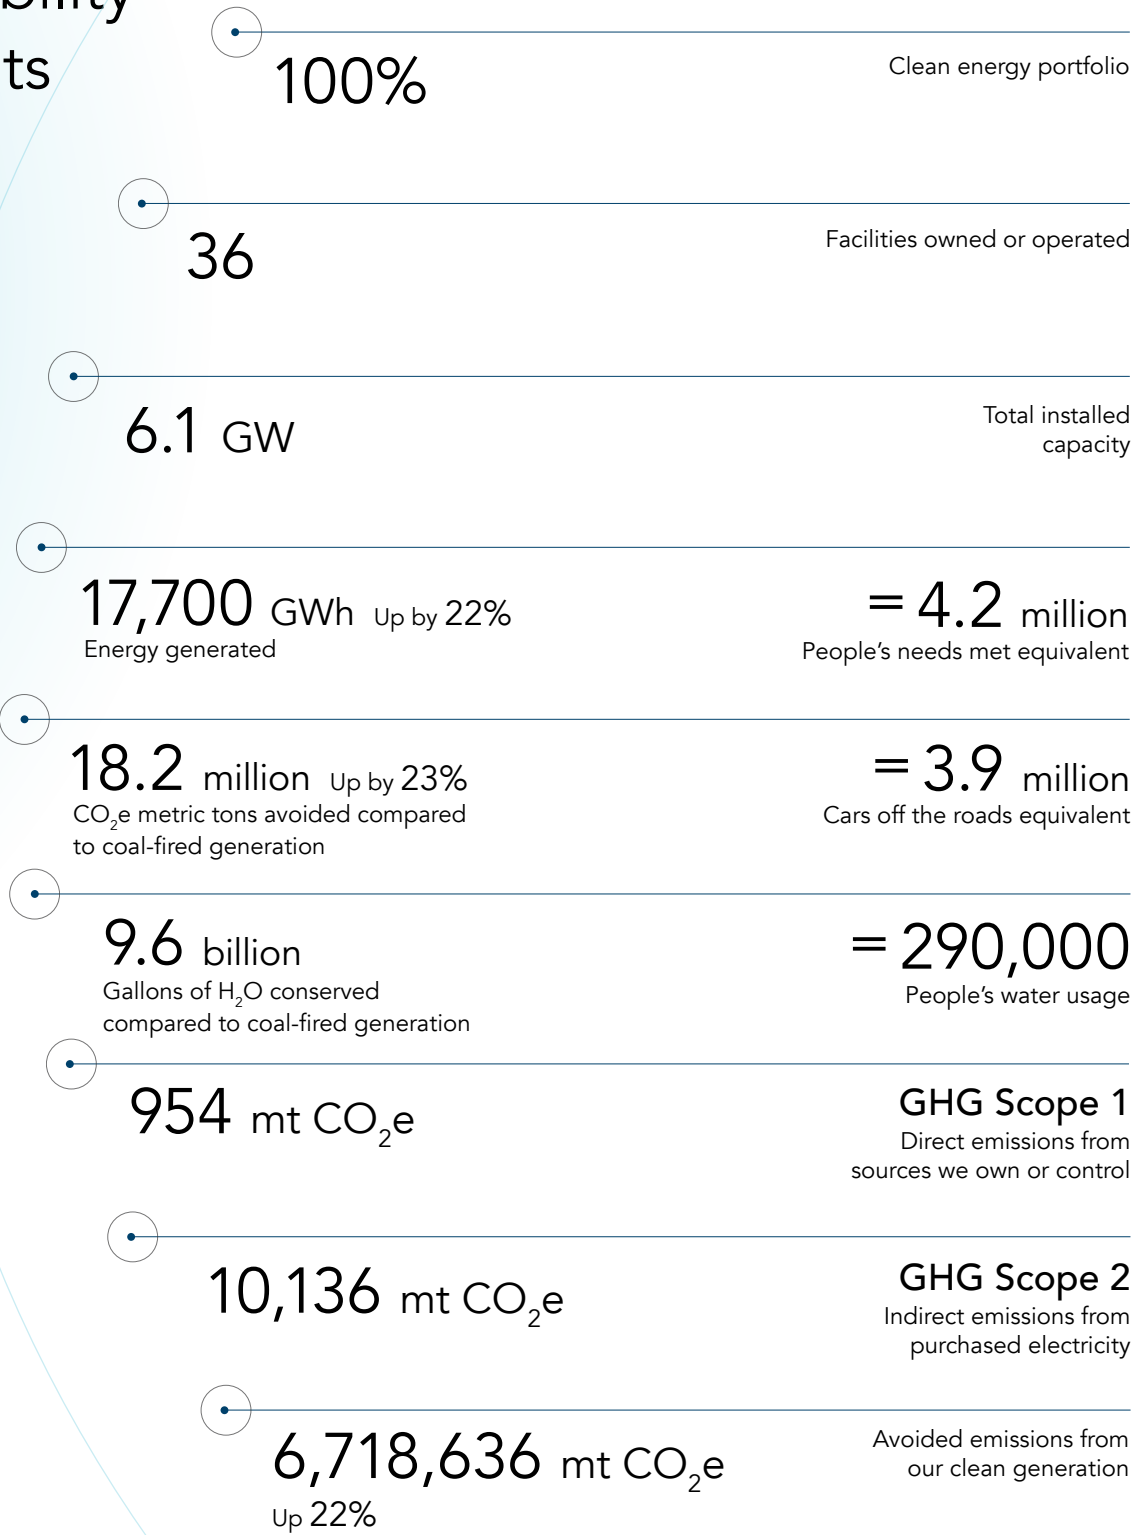 ts
100%
Clean energy portfolio
36
Facilities owned or operated
6.1 GW
Total installed
capacity
17,700 GWh Up by 22%
Energy generated
= 4.2 million
People’s needs met equivalent
18.2 million Up by 23%
CO₂e metric tons avoided compared
to coal-fired generation
= 3.9 million
Cars off the roads equivalent
9.6 billion
Gallons of H₂O conserved
compared to coal-fired generation
= 290,000
People’s water usage
954 mt CO₂e
GHG Scope 1
Direct emissions from
sources we own or control
10,136 mt CO₂e
GHG Scope 2
Indirect emissions from
purchased electricity
6,718,636 mt CO₂e
Up 22%
Avoided emissions from
our clean generation